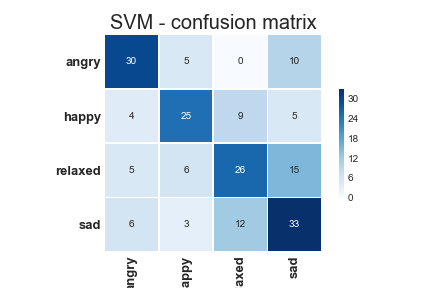 SVM - confusion matrix
angry 30 5 0 10
happy 4 25 9 5
relaxed 5 6 26 15
sad 6 3 12 33
30
24
18
12
6
0
ngry appy axed sad